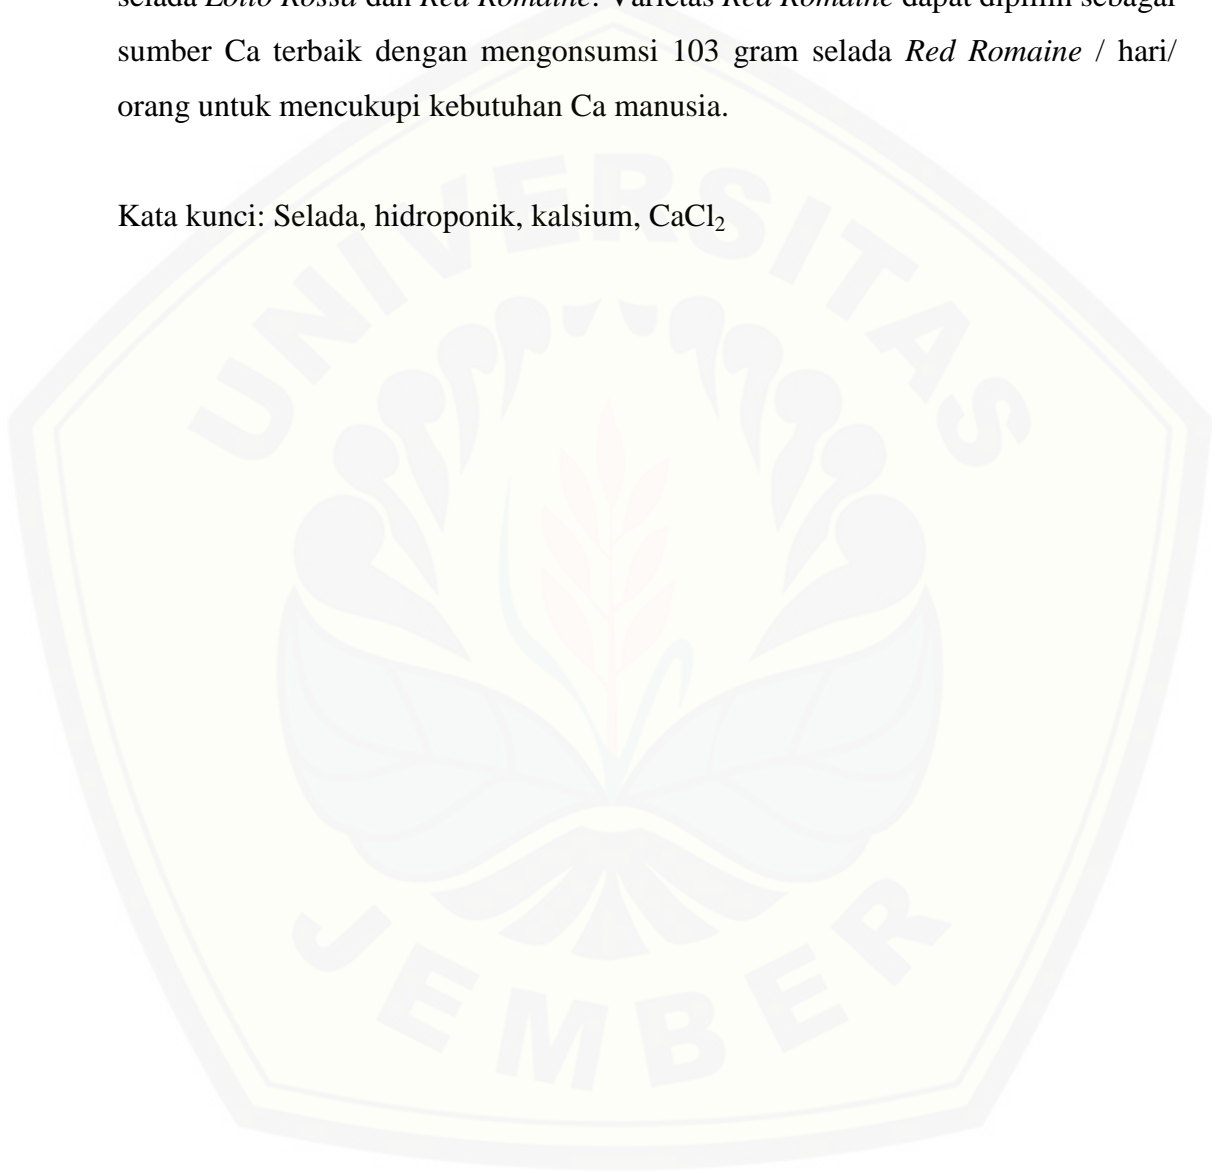 selada Lollo Rossa dan Red Romaine. Varietas Red Romaine dapat dipilih sebagai
sumber Ca terbaik dengan mengonsumsi 103 gram selada Red Romaine / hari/
orang untuk mencukupi kebutuhan Ca manusia.
Kata kunci: Selada, hidroponik, kalsium, CaCl₂
UNIVERSITAS
JEMBER